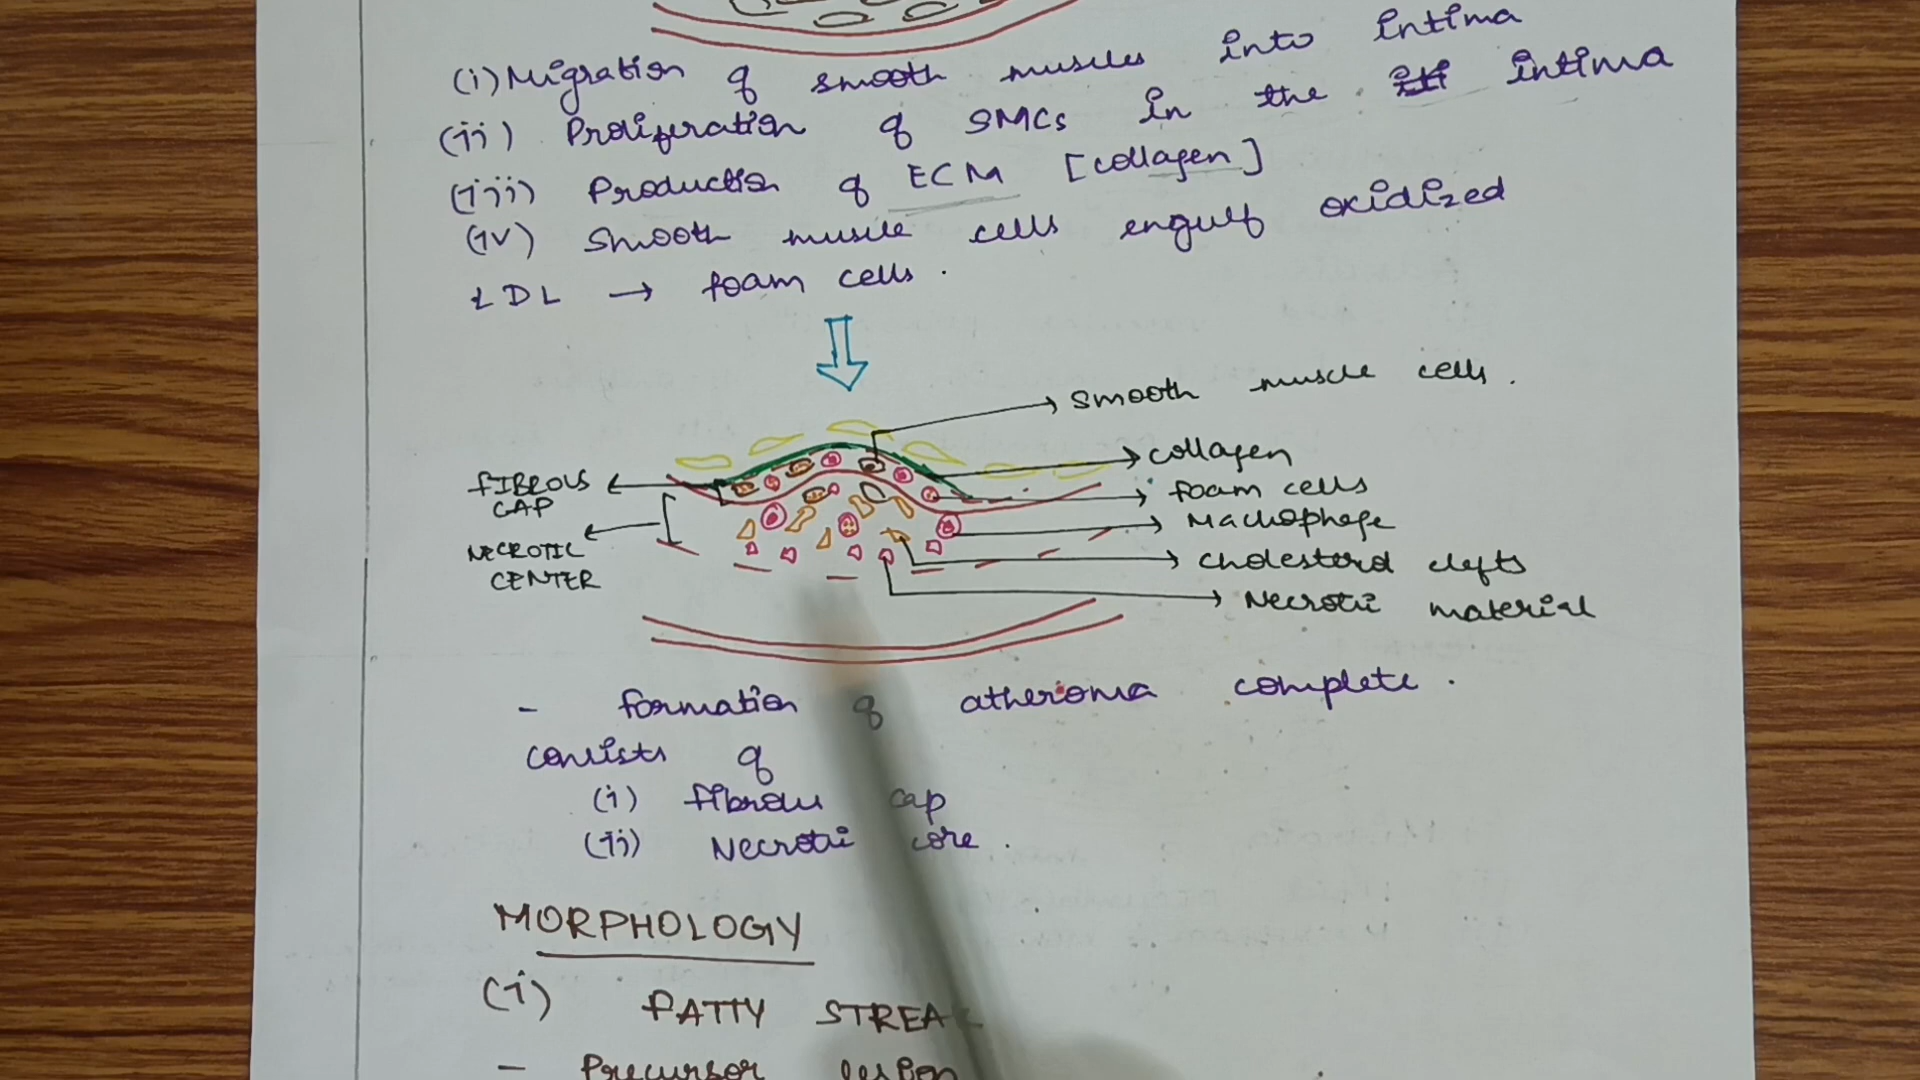 (i) Migration of smooth muscles into intima
(ii) Proliferation of SMCs in the intima
(iii) Production of ECM [collagen]
(iv) Smooth muscle cells engulf oxidized
LDL → foam cells.
Smooth muscle cells.
collagen
foam cells
Macrophage
cholesterol clefts
Necrotic material
FIBROUS
CAP
NECROTIC
CENTER
- formation of atheroma complete.
consists of
(i) fibrous cap
(ii) Necrotic core.
MORPHOLOGY
(i) FATTY STREAK
- Precursor lesion